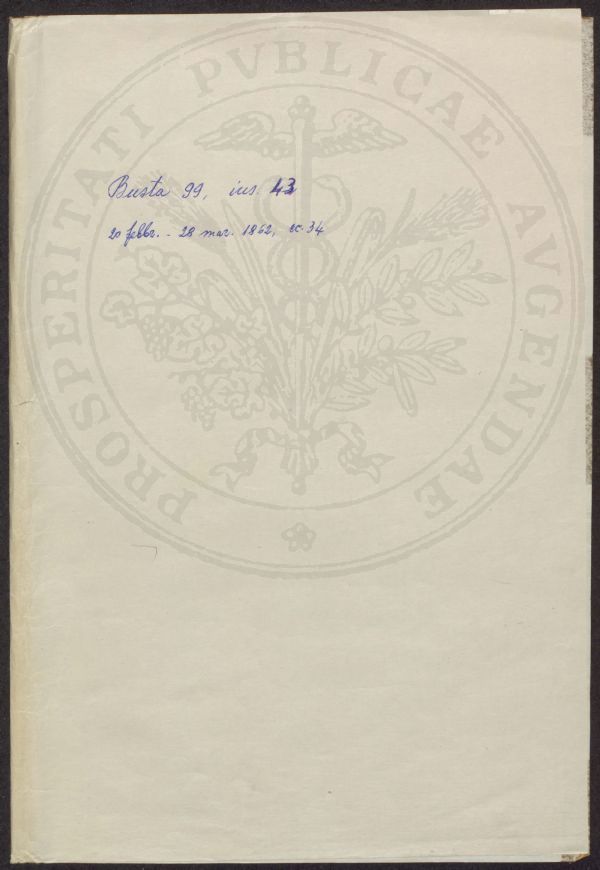 PROSPERITATI PVBLICAE AVGENDAE
Busta 99, ins. 43
20 febbr. - 28 mar. 1862, cc. 34